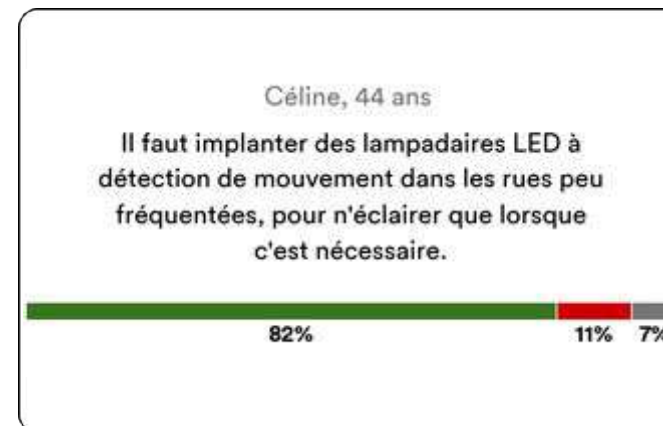 Céline, 44 ans
Il faut implanter des lampadaires LED à
détection de mouvement dans les rues peu
fréquentées, pour n'éclairer que lorsque
c'est nécessaire.
82% 11% 7%